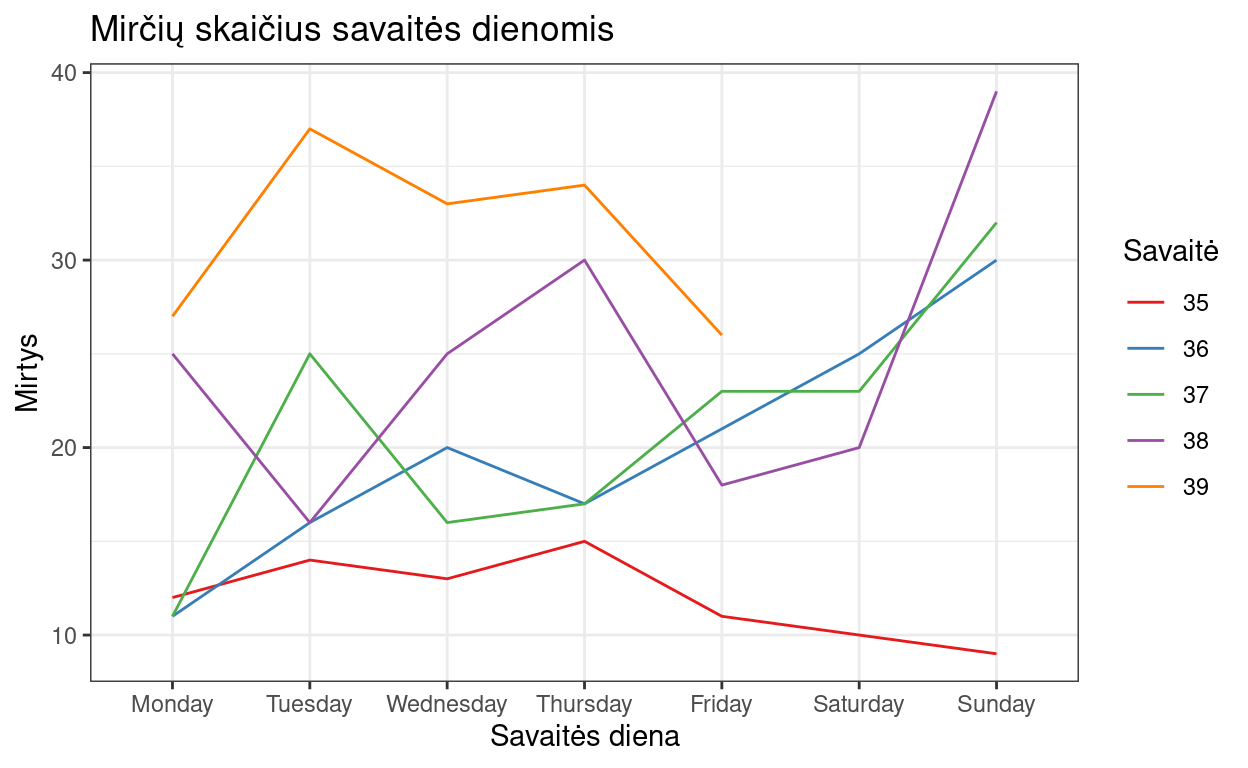 Mirčių skaičius savaitės dienomis
40
30
20
10
Mirtys
Monday Tuesday Wednesday Thursday Friday Saturday Sunday
Savaitės diena
Savaitė
35
36
37
38
39